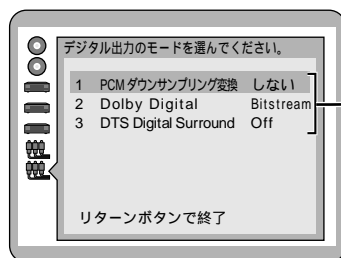 デジタル出力のモードを選んでください。
1 PCMダウンサンプリング変換 しない
2 Dolby Digital Bitstream
3 DTS Digital Surround Off
リターンボタンで終了